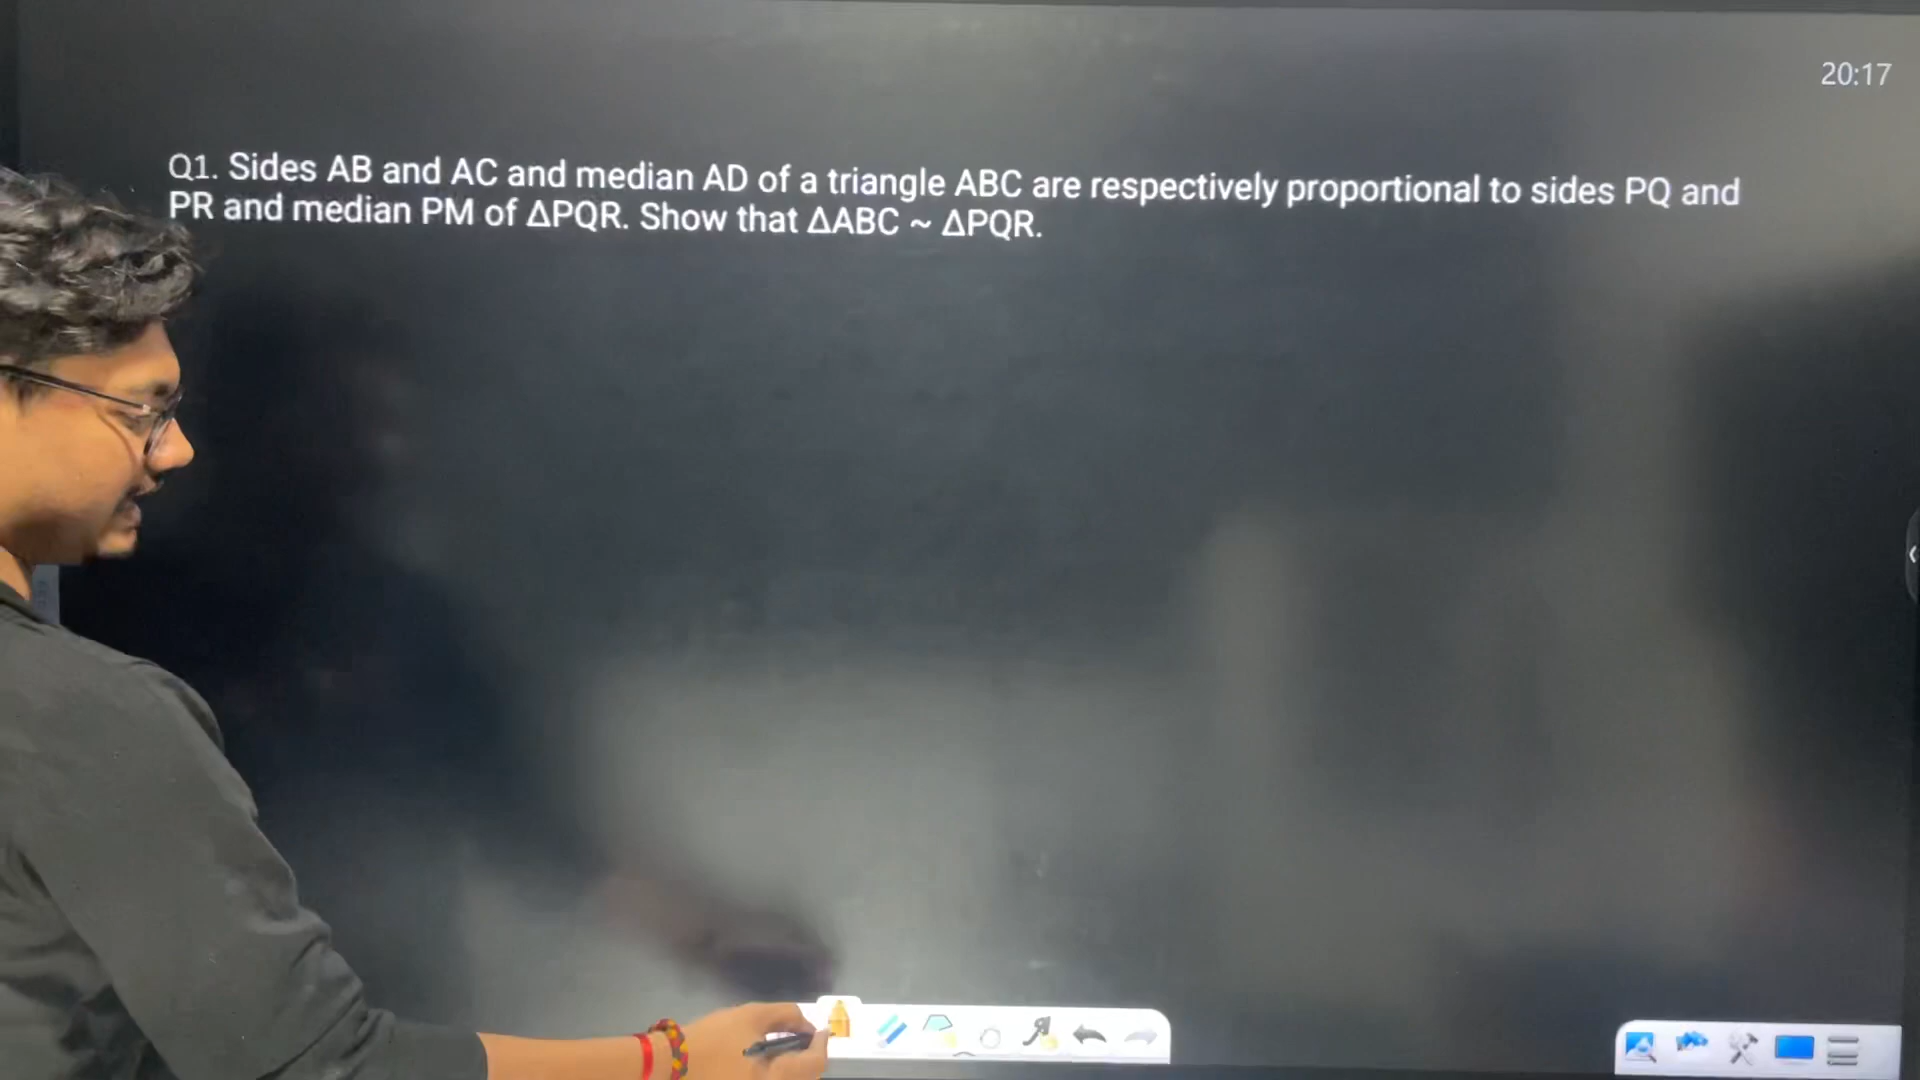 20:17
Q1. Sides AB and AC and median AD of a triangle ABC are respectively proportional to sides PQ and
PR and median PM of ΔPQR. Show that ΔABC ~ ΔPQR.